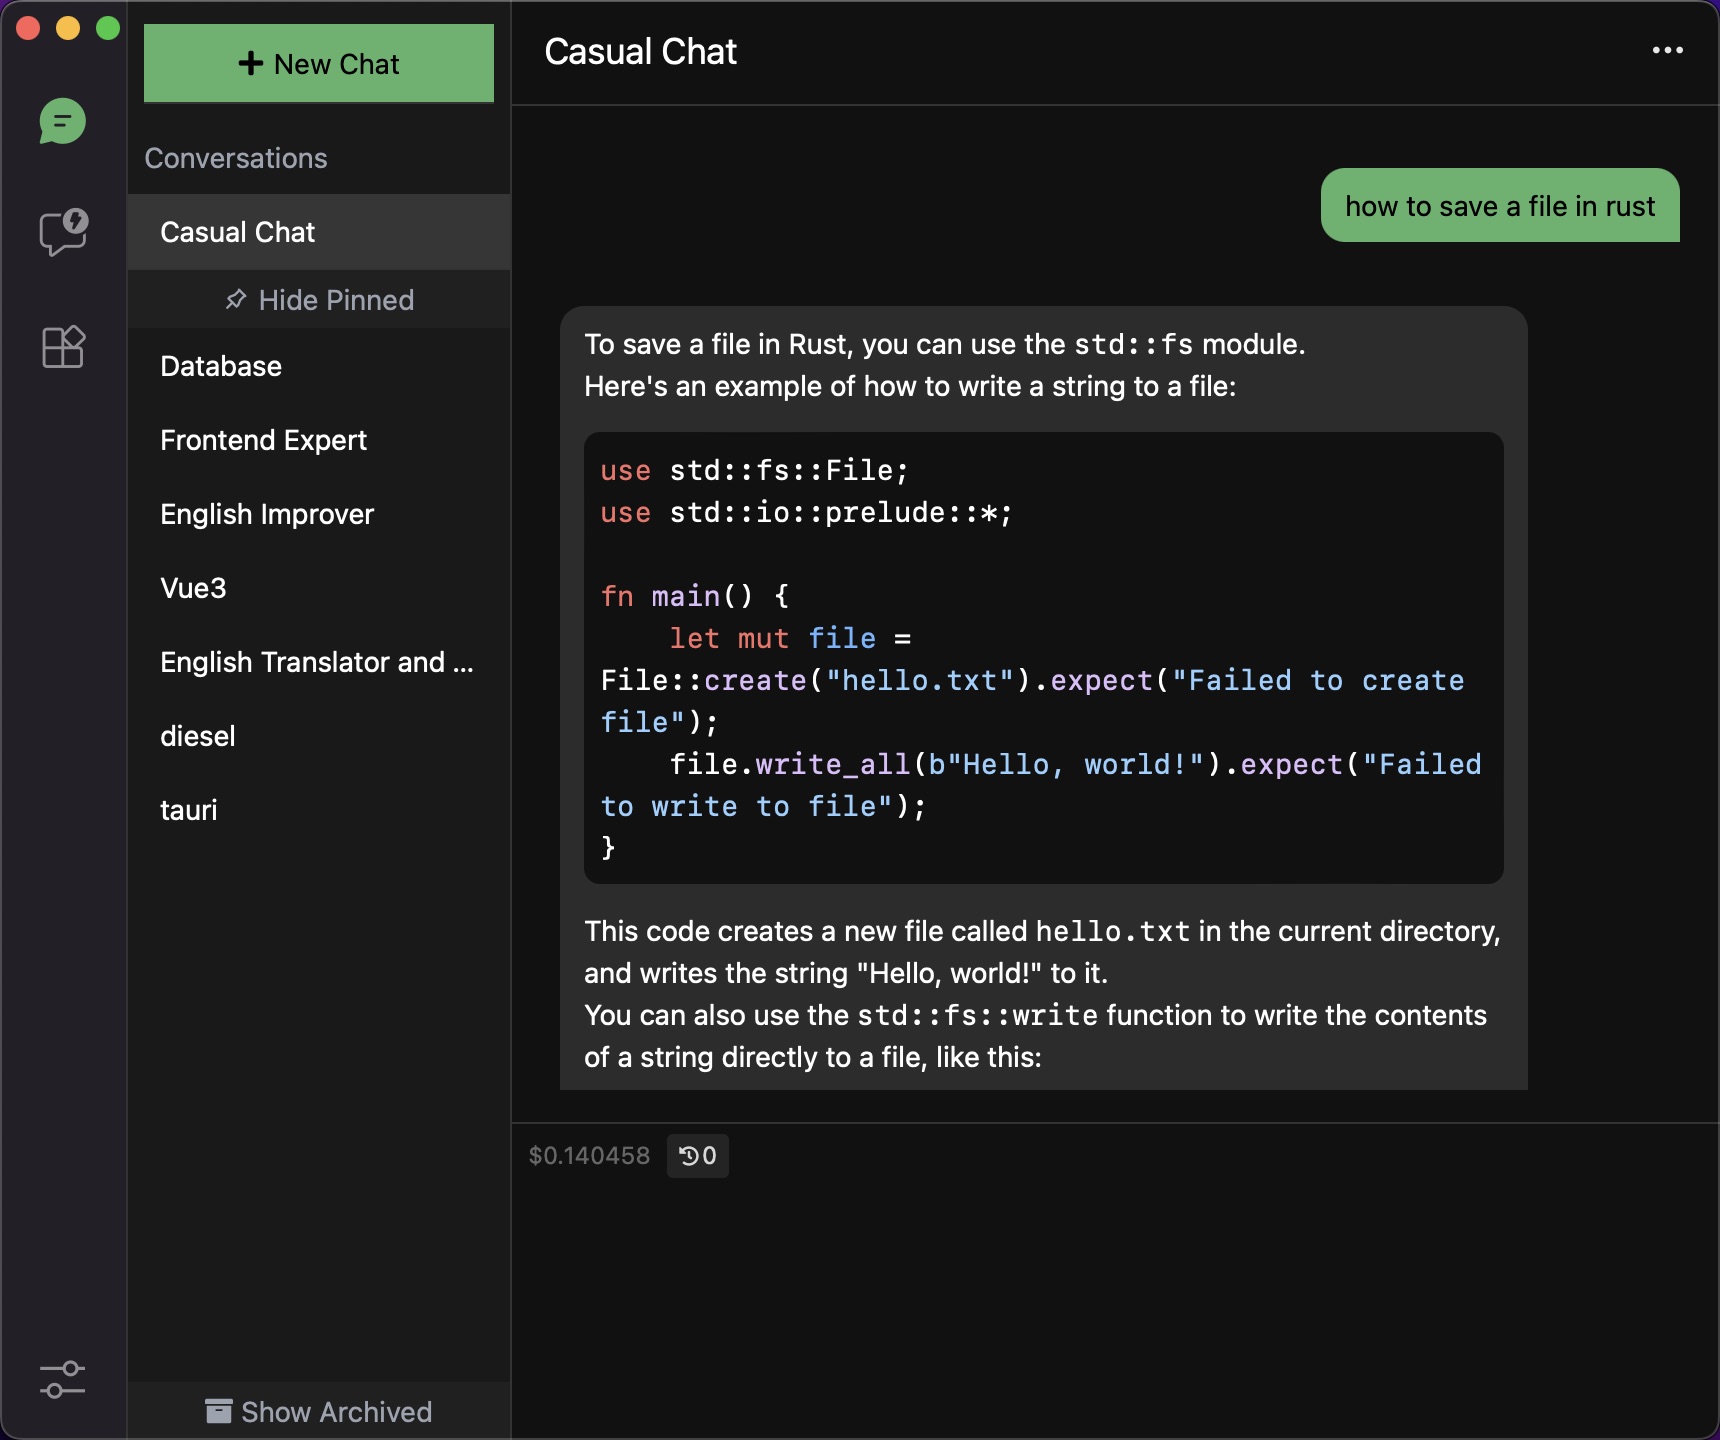 New Chat
Conversations
Casual Chat
Hide Pinned
Database
Frontend Expert
English Improver
Vue3
English Translator and ...
diesel
tauri
Show Archived
Casual Chat
how to save a file in rust
To save a file in Rust, you can use the std::fs module.
Here's an example of how to write a string to a file:
use std::fs::File;
use std::io::prelude::*;
fn main() {
    let mut file =
File::create("hello.txt").expect("Failed to create
file");
    file.write_all(b"Hello, world!").expect("Failed
to write to file");
}
This code creates a new file called hello.txt in the current directory,
and writes the string "Hello, world!" to it.
You can also use the std::fs::write function to write the contents
of a string directly to a file, like this:
$0.140458 0